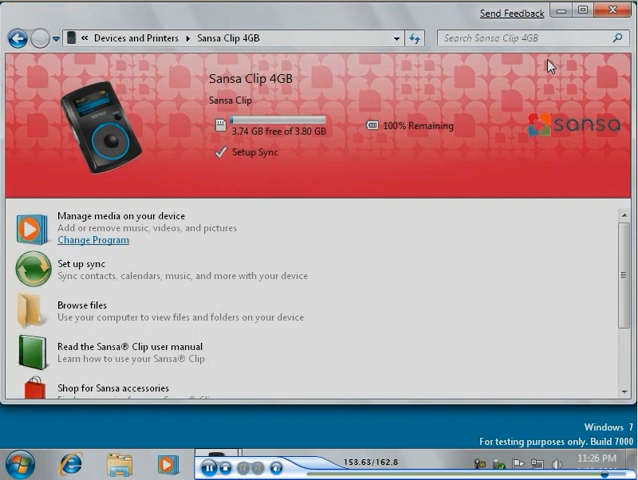 Send Feedback
Devices and Printers
Sansa Clip 4GB
Search Sansa Clip 4GB
Sansa Clip 4GB
Sansa Clip
3.74 GB free of 3.80 GB
100% Remaining
sansa
Setup Sync
Manage media on your device
Add or remove music, videos, and pictures
Change Program
Set up sync
Sync contacts, calendars, music, and more with your device
Browse files
Use your computer to view files and folders on your device
Read the Sansa® Clip user manual
Learn how to use your Sansa® Clip
Shop for Sansa accessories
Windows 7
For testing purposes only. Build 7000
153.63/162.8
11:26 PM